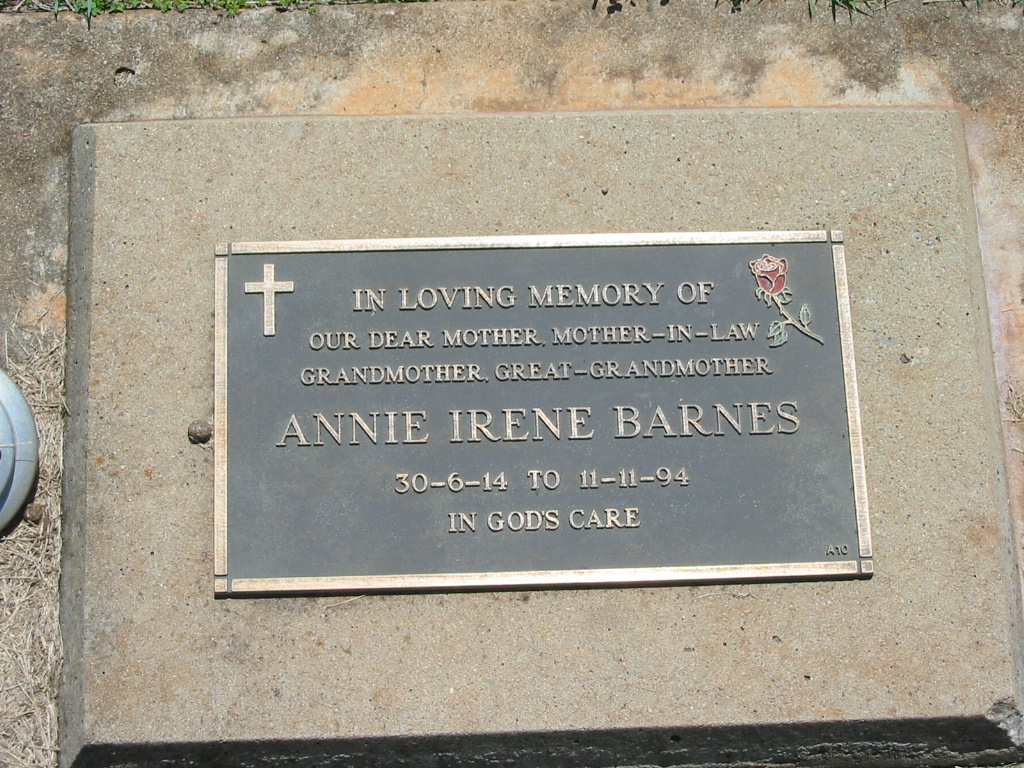 IN LOVING MEMORY OF
OUR DEAR MOTHER, MOTHER-IN-LAW
GRANDMOTHER, GREAT-GRANDMOTHER
ANNIE IRENE BARNES
30-6-14 TO 11-11-94
IN GOD'S CARE
A10